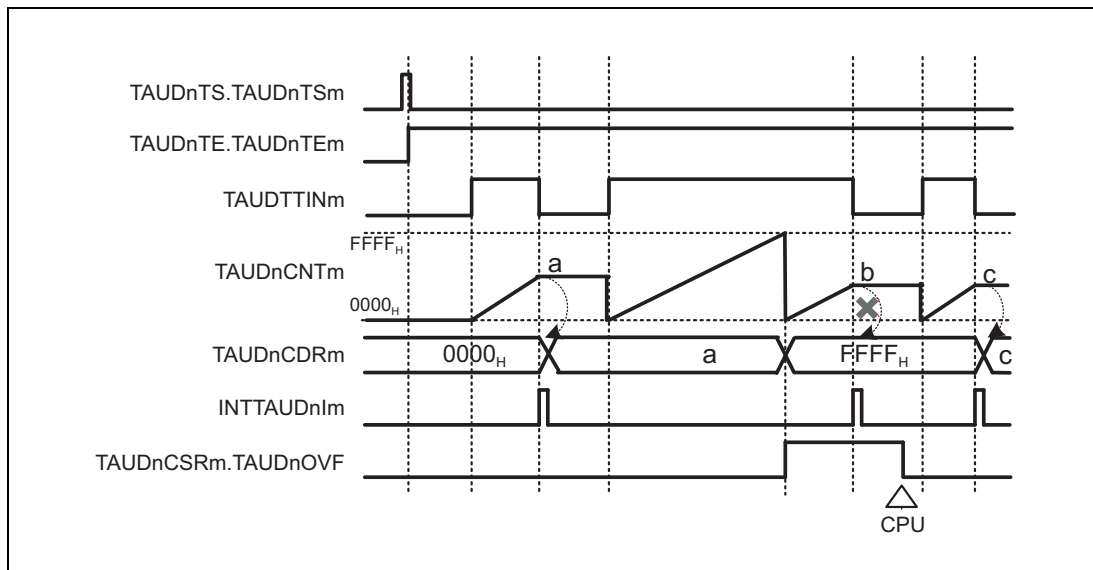 TAUDnTS.TAUDnTSm
TAUDnTE.TAUDnTEm
TAUDTTINm
FFFFH
TAUDnCNTm
a
b
c
0000H
TAUDnCDRm
0000H
a
FFFFH
c
INTTAUDnIm
TAUDnCSRm.TAUDnOVF
CPU